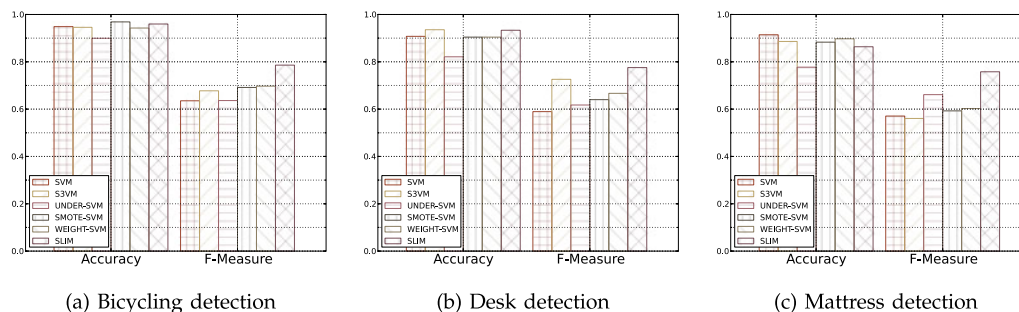 1.0
0.8
0.6
0.4
0.2
0.0
SVM
S3VM
UNDER-SVM
SMOTE-SVM
WEIGHT-SVM
SLIM
Accuracy F-Measure
(a) Bicycling detection
1.0
0.8
0.6
0.4
0.2
0.0
SVM
S3VM
UNDER-SVM
SMOTE-SVM
WEIGHT-SVM
SLIM
Accuracy F-Measure
(b) Desk detection
1.0
0.8
0.6
0.4
0.2
0.0
SVM
S3VM
UNDER-SVM
SMOTE-SVM
WEIGHT-SVM
SLIM
Accuracy F-Measure
(c) Mattress detection